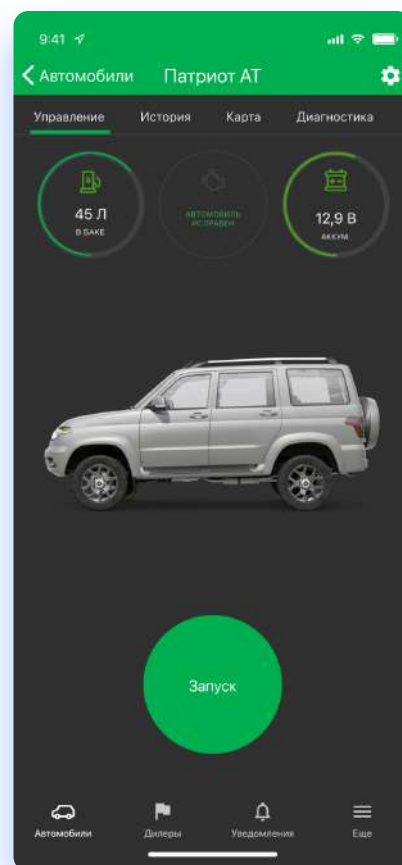 9:41
Автомобили Патриот АТ
Управление История Карта Диагностика
45 Л
В БАКЕ
АВТОМОБИЛЬ
ИСПРАВЕН
12,9 В
АККУМ.
Запуск
Автомобили Дилеры Уведомления Еще